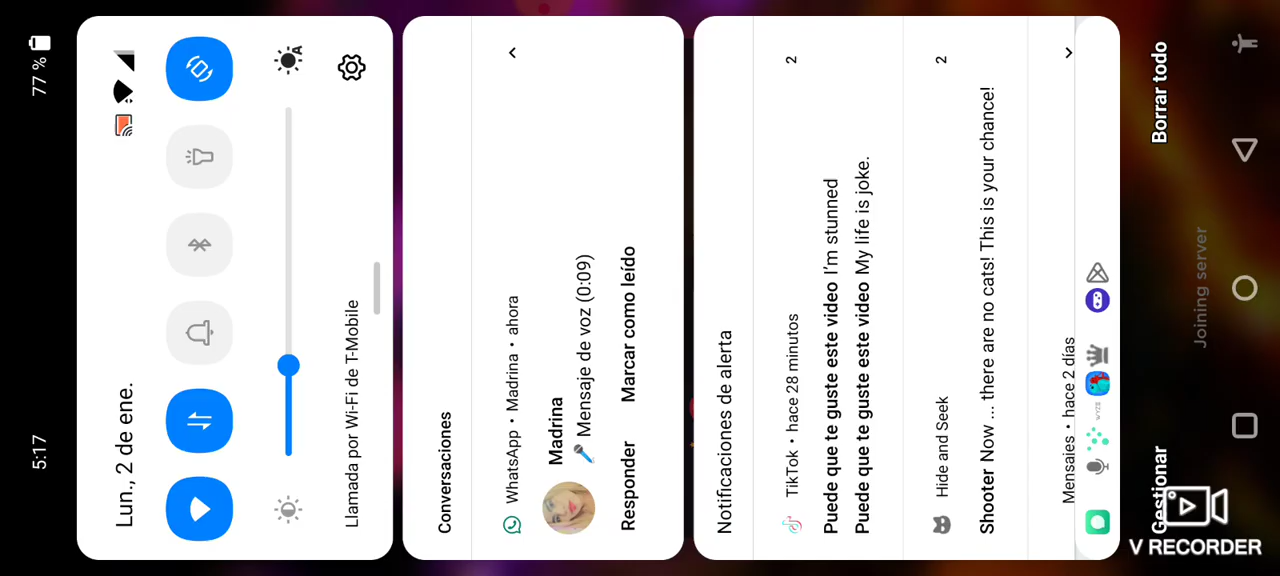 5:17
77 %
Lun., 2 de ene.
A
Llamada por Wi-Fi de T-Mobile
Conversaciones
WhatsApp • Madrina • ahora
Madrina
Mensaje de voz (0:09)
Responder Marcar como leído
Notificaciones de alerta
TikTok • hace 28 minutos 2
Puede que te guste este video I'm stunned
Puede que te guste este video My life is joke.
Hide and Seek 2
Shooter Now ... there are no cats! This is your chance!
Mensajes • hace 2 días
WYZE
Gestionar Borrar todo
Joining server
V RECORDER